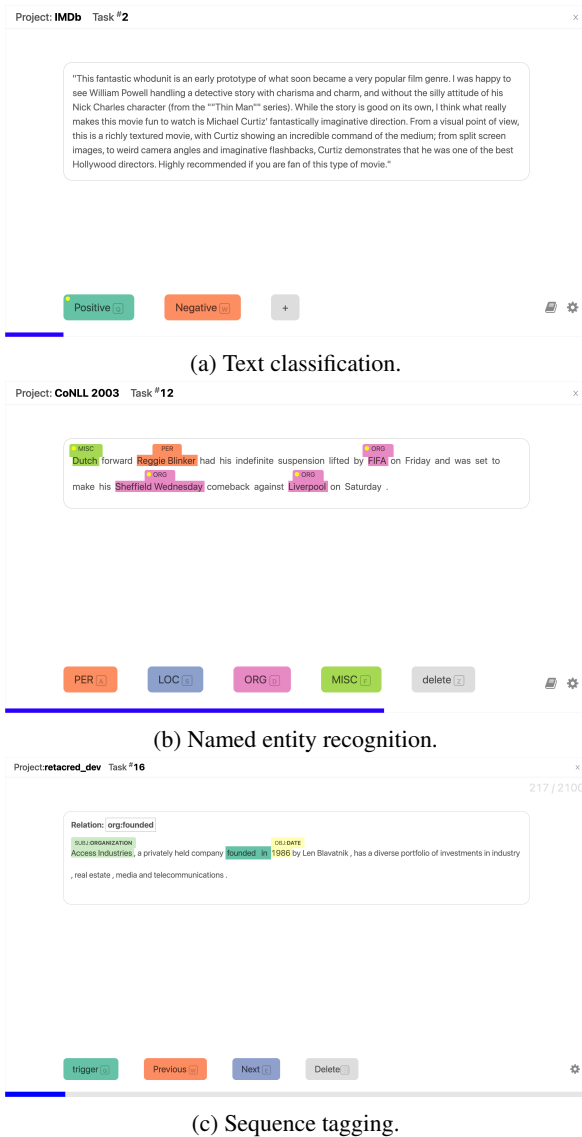 Project: IMDb Task #2 x
"This fantastic whodunit is an early prototype of what soon became a very popular film genre. I was happy to
see William Powell handling a detective story with charisma and charm, and without the silly attitude of his
Nick Charles character (from the ""Thin Man"" series). While the story is good on its own, I think what really
makes this movie fun to watch is Michael Curtiz' fantastically imaginative direction. From a visual point of view,
this is a richly textured movie, with Curtiz showing an incredible command of the medium; from split screen
images, to weird camera angles and imaginative flashbacks, Curtiz demonstrates that he was one of the best
Hollywood directors. Highly recommended if you are fan of this type of movie."
Positive Q Negative W +
(a) Text classification.
Project: CoNLL 2003 Task #12 x
MISC PER ORG
Dutch forward Reggie Blinker had his indefinite suspension lifted by FIFA on Friday and was set to
ORG ORG
make his Sheffield Wednesday comeback against Liverpool on Saturday .
PER A LOC S ORG D MISC F delete Z
(b) Named entity recognition.
Project:retacred_dev Task #16 x
217 / 2100
Relation: org:founded
SUBJ:ORGANIZATION OBJ:DATE
Access Industries , a privately held company founded in 1986 by Len Blavatnik , has a diverse portfolio of investments in industry
, real estate , media and telecommunications .
trigger Q Previous W Next E Delete
(c) Sequence tagging.